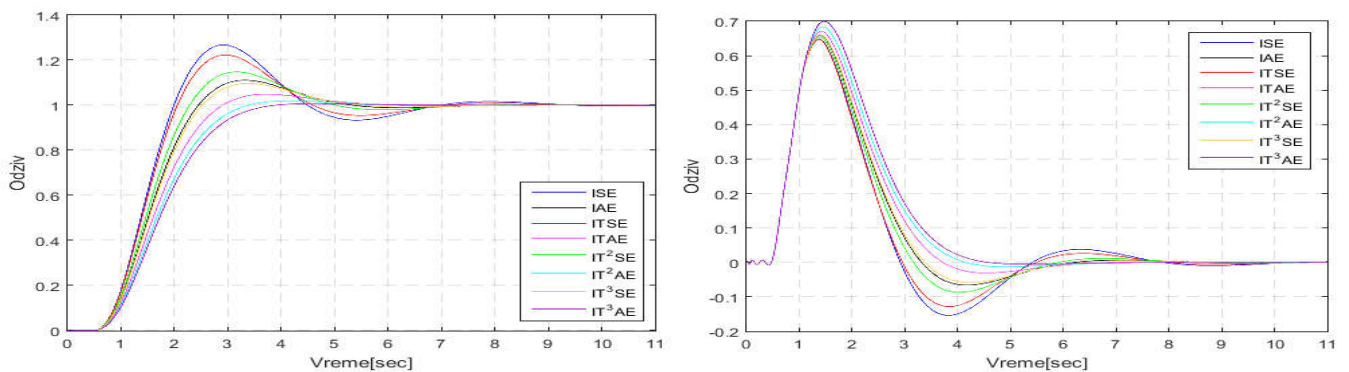 1.4
1.2
1
0.8
0.6
0.4
0.2
0
0 1 2 3 4 5 6 7 8 9 10 11
Vreme[sec]
Odziv
ISE
IAE
ITSE
ITAE
IT²SE
IT²AE
IT³SE
IT³AE
0.7
0.6
0.5
0.4
0.3
0.2
0.1
0
-0.1
-0.2
0 1 2 3 4 5 6 7 8 9 10 11
Vreme[sec]
Odziv
ISE
IAE
ITSE
ITAE
IT²SE
IT²AE
IT³SE
IT³AE